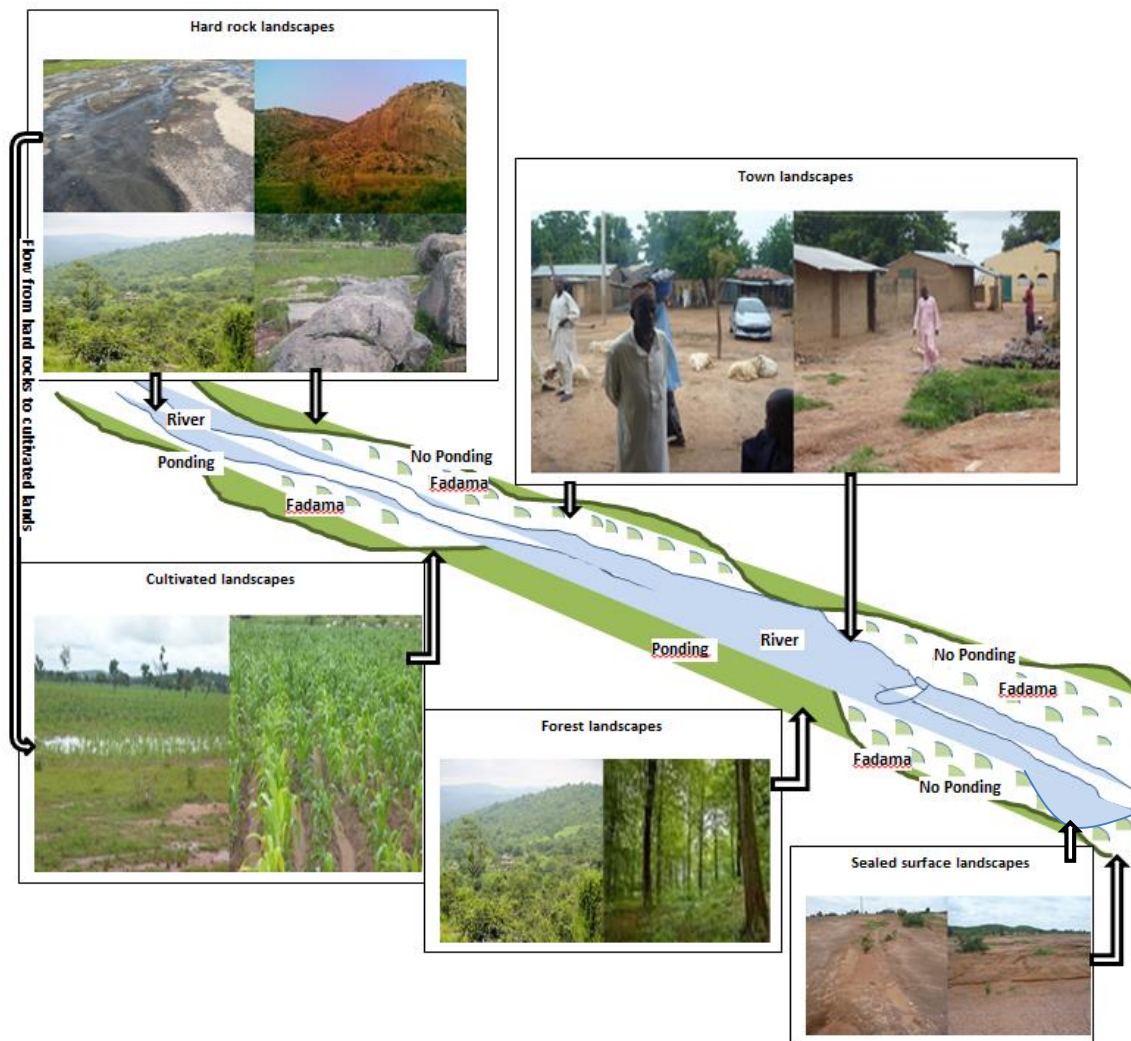 Hard rock landscapes
Flow from hard rocks to cultivated lands
Town landscapes
River
Ponding
No Ponding
Fadama
Fadama
Cultivated landscapes
River
Ponding
No Ponding
Fadama
Forest landscapes
Fadama
No Ponding
Sealed surface landscapes